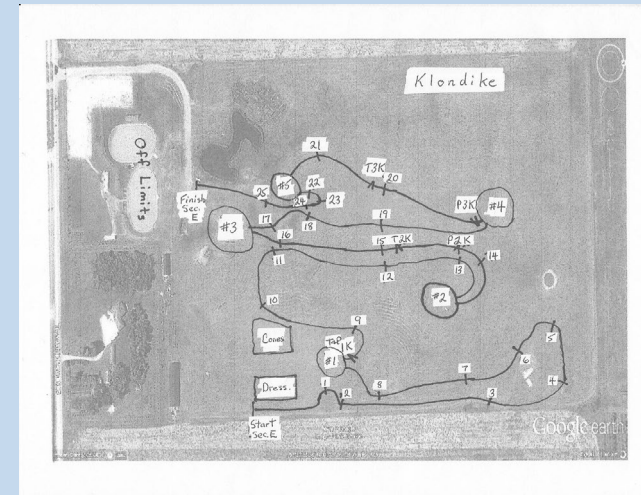 Klondike
Off Limits
21
T3K
20
#5
22
25
24
23
Finish
Sec.
E
P3K
#4
#3
17
18
19
16
15
T2K
P2K
14
11
12
13
#2
10
9
Cones
1K
#1
7
6
5
Dress.
1
2
8
3
4
Start
Sec.E
Google earth